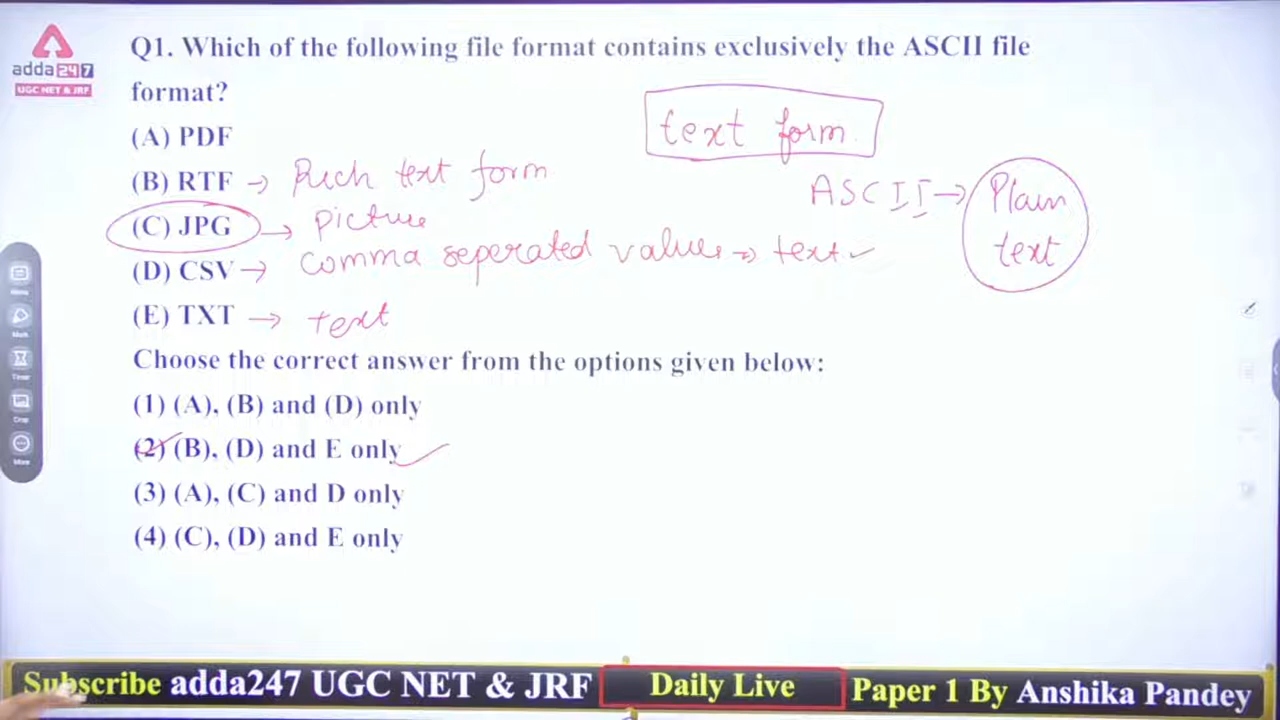 adda247
UGC NET & JRF
Q1. Which of the following file format contains exclusively the ASCII file
format?
text form
(A) PDF
(B) RTF → Rich text form
ASCII → Plain
text
(C) JPG → picture
(D) CSV → comma seperated values → text ✓
(E) TXT → text
Choose the correct answer from the options given below:
(1) (A), (B) and (D) only
(2) (B), (D) and E only
(3) (A), (C) and D only
(4) (C), (D) and E only
Subscribe adda247 UGC NET & JRF
Daily Live
Paper 1 By Anshika Pandey